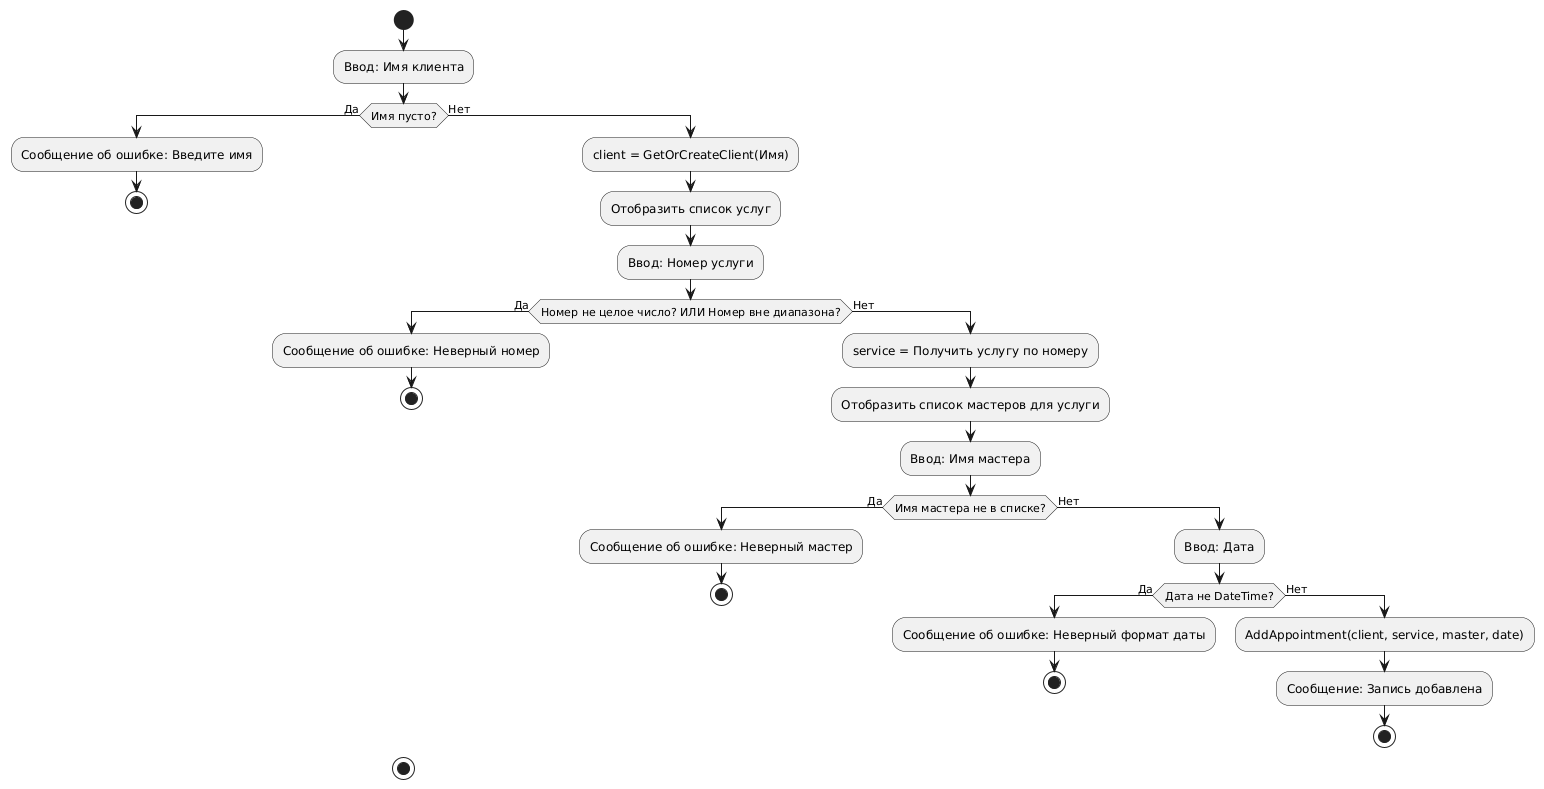 Ввод: Имя клиента
Да
Имя пусто?
Нет
Сообщение об ошибке: Введите имя
client = GetOrCreateClient(Имя)
Отобразить список услуг
Ввод: Номер услуги
Да
Номер не целое число? ИЛИ Номер вне диапазона?
Нет
Сообщение об ошибке: Неверный номер
service = Получить услугу по номеру
Отобразить список мастеров для услуги
Ввод: Имя мастера
Да
Имя мастера не в списке?
Нет
Сообщение об ошибке: Неверный мастер
Ввод: Дата
Да
Дата не DateTime?
Нет
Сообщение об ошибке: Неверный формат даты
AddAppointment(client, service, master, date)
Сообщение: Запись добавлена